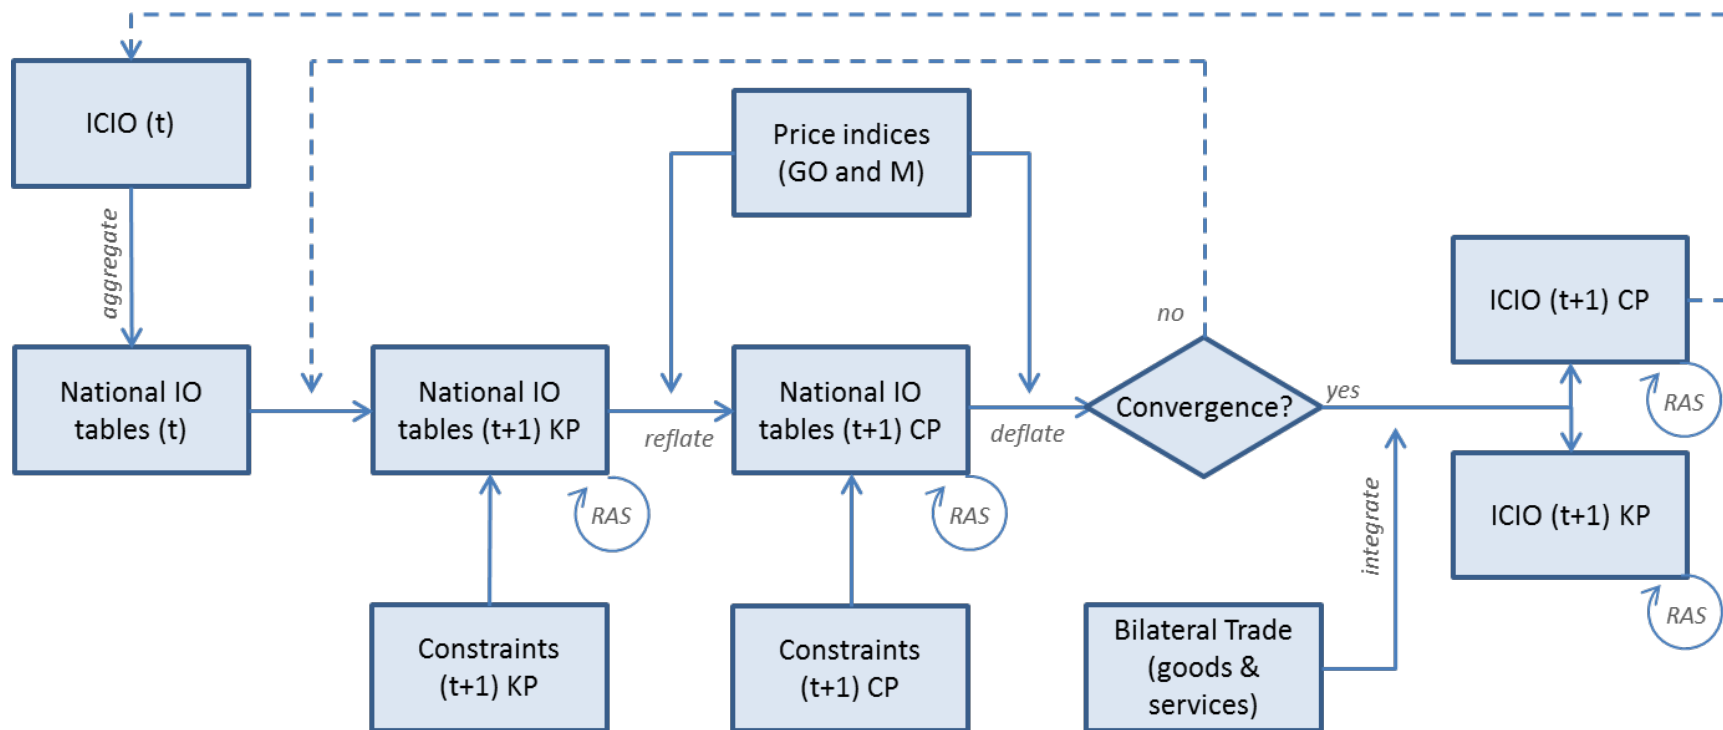 ICIO (t)
aggregate
National IO
tables (t)
National IO
tables (t+1) KP
RAS
Constraints
(t+1) KP
reflate
Price indices
(GO and M)
National IO
tables (t+1) CP
RAS
Constraints
(t+1) CP
deflate
Convergence?
no
yes
integrate
Bilateral Trade
(goods &
services)
ICIO (t+1) CP
RAS
ICIO (t+1) KP
RAS